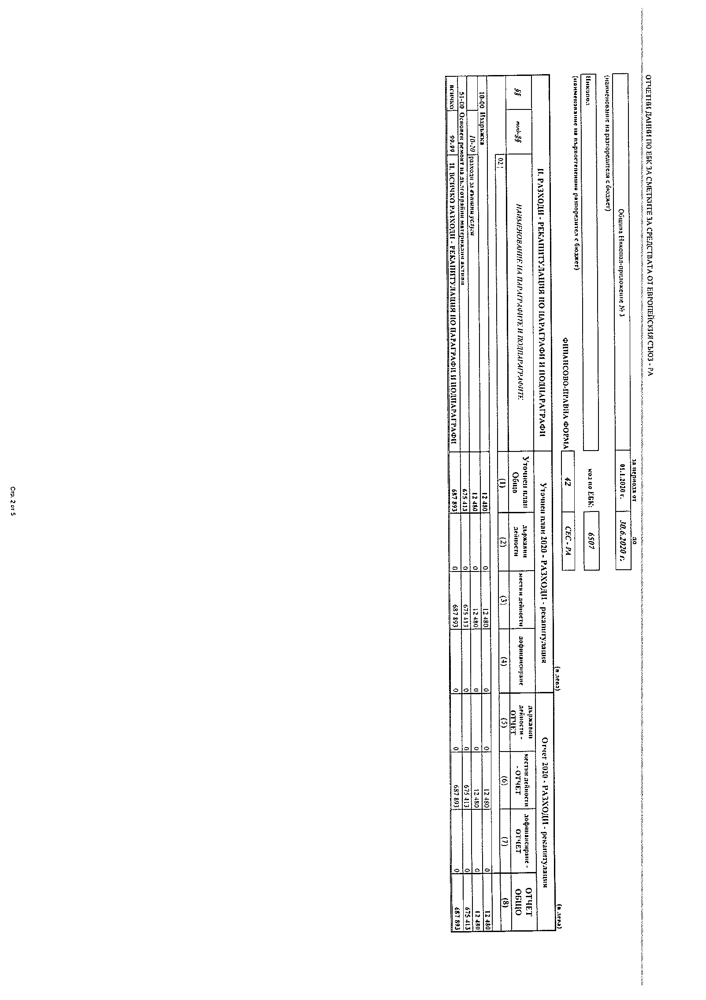 ОТЧЕТНИ ДАННИ ПО ЕБК ЗА СМЕТКИТЕ ЗА СРЕДСТВАТА ОТ ЕВРОПЕЙСКИЯ СЪЮЗ - РА
за периода от до
Община Никопол-приложение № 3 01.1.2020 г. 30.6.2020 г.
(наименование на разпоредителя с бюджет)
Никопол код по ЕБК: 6507
(наименование на първостепенния разпоредител с бюджет)
ФИНАНСОВО-ПРАВНА ФОРМА 42 СЕС - РА
(в лева) (в лева)
II. РАЗХОДИ - РЕКАПИТУЛАЦИЯ ПО ПАРАГРАФИ И ПОДПАРАГРАФИ Уточнен план 2020 - РАЗХОДИ - рекапитулация Отчет 2020 - РАЗХОДИ - рекапитулация
§§ под-§§ НАИМЕНОВАНИЕ НА ПАРАГРАФИТЕ И ПОДПАРАГРАФИТЕ Уточнен план Общо държавни дейности местни дейности дофинансиране държавни дейности - ОТЧЕТ местни дейности - ОТЧЕТ дофинансиране - ОТЧЕТ ОТЧЕТ ОБЩО
(1) (2) (3) (4) (5) (6) (7) (8)
10-00 Издръжка 12 480 0 12 480 0 0 12 480 0 12 480
10-20 разходи за външни услуги 12 480 0 12 480 0 0 12 480 0 12 480
51-00 Основен ремонт на дълготрайни материални активи 675 413 0 675 413 0 0 675 413 0 675 413
всичко 99-99 II. ВСИЧКО РАЗХОДИ - РЕКАПИТУЛАЦИЯ ПО ПАРАГРАФИ И ПОДПАРАГРАФИ 687 893 0 687 893 0 0 687 893 0 687 893
Стр. 2 от 5